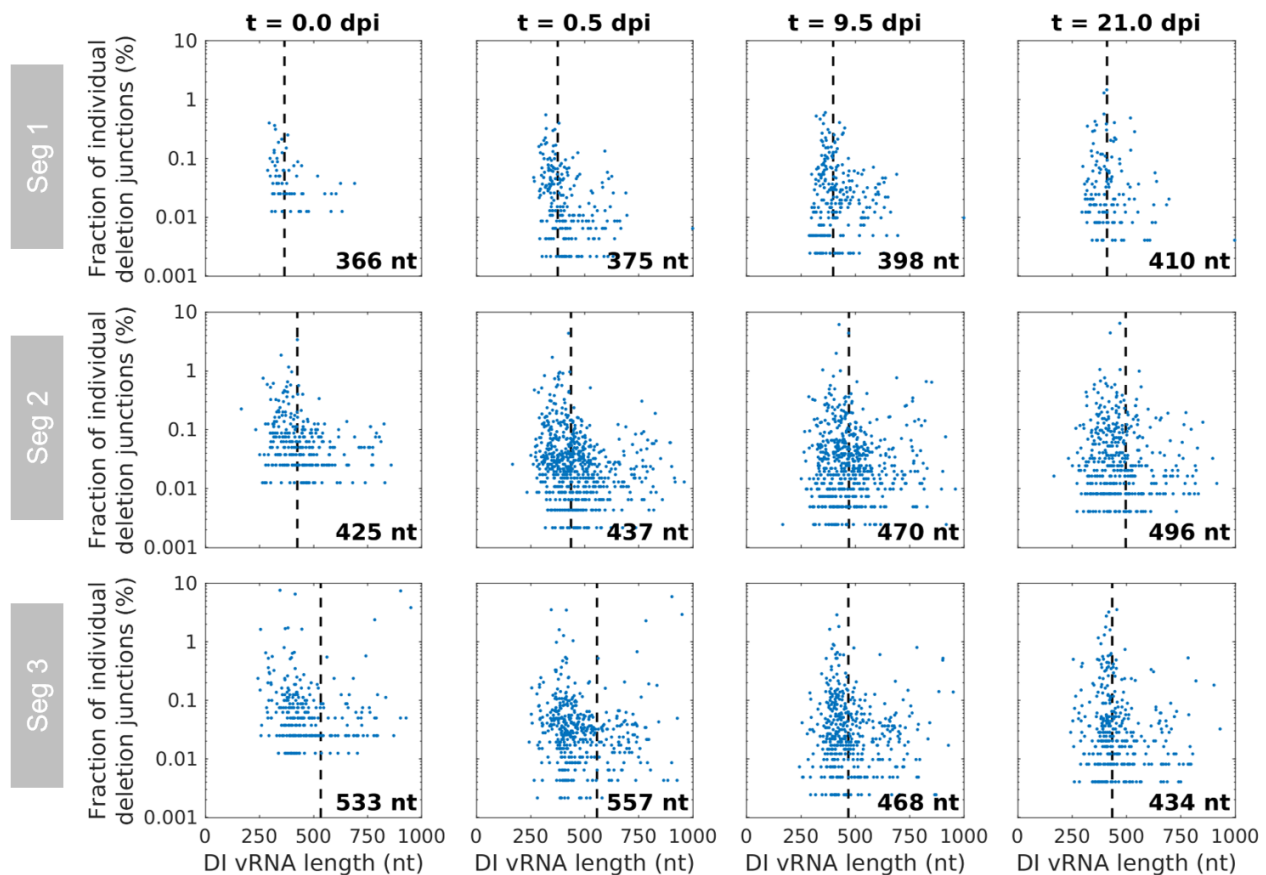 t = 0.0 dpi t = 0.5 dpi t = 9.5 dpi t = 21.0 dpi
Seg 1
Fraction of individual
deletion junctions (%)
10
1
0.1
0.01
0.001
366 nt 375 nt 398 nt 410 nt
Seg 2
Fraction of individual
deletion junctions (%)
10
1
0.1
0.01
0.001
425 nt 437 nt 470 nt 496 nt
Seg 3
Fraction of individual
deletion junctions (%)
10
1
0.1
0.01
0.001
533 nt 557 nt 468 nt 434 nt
0 250 500 750 1000 0 250 500 750 1000 0 250 500 750 1000 0 250 500 750 1000
DI vRNA length (nt) DI vRNA length (nt) DI vRNA length (nt) DI vRNA length (nt)